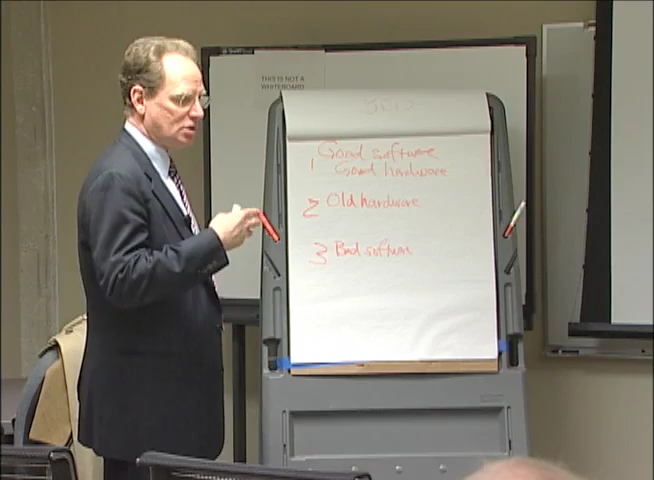 THIS IS NOT A
WHITEBOARD
1 Good software
Good hardware
2 Old hardware
3 Bad software